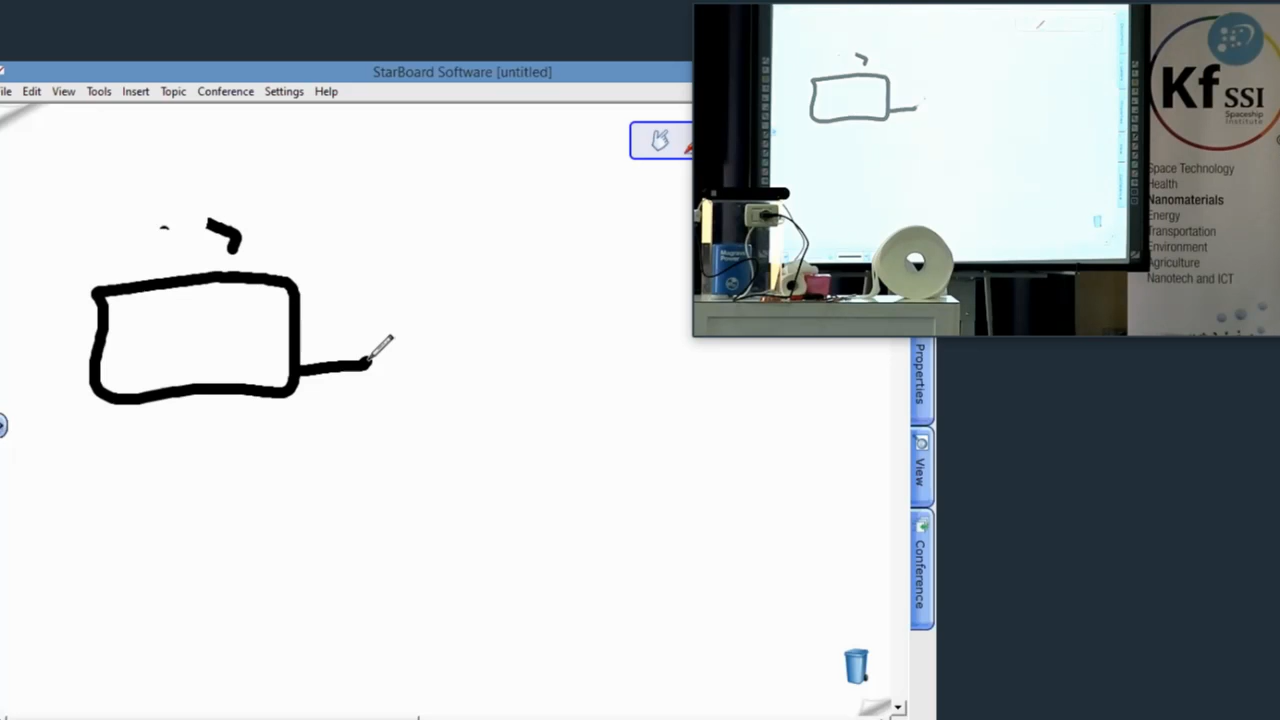 StarBoard Software [untitled]
ile Edit View Tools Insert Topic Conference Settings Help
Properties
View
Conference
Kf SSI
Spaceship
Institute
Space Technology
Health
Nanomaterials
Energy
Transportation
Environment
Agriculture
Nanotech and ICT